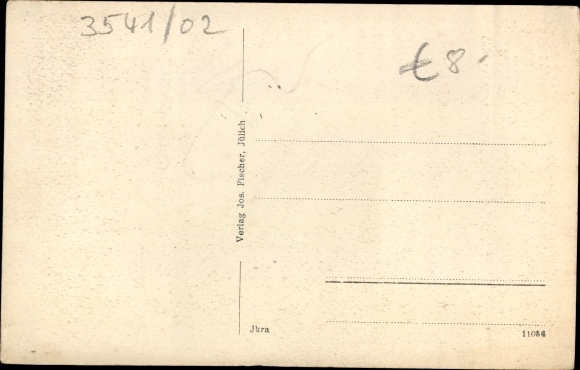 3541/02
€ 8.-
Verlag Jos. Fischer, Jülich
Jkra
11056